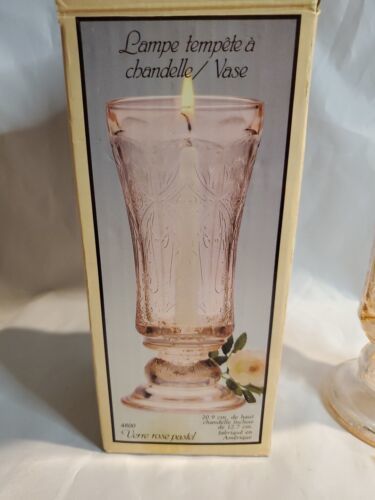 Lampe tempête à
chandelle/ Vase
20.9 cm. de haut
chandelle incluse
de 12.7 cm.
fabriqué en
Amérique
4800
Verre rose pastel